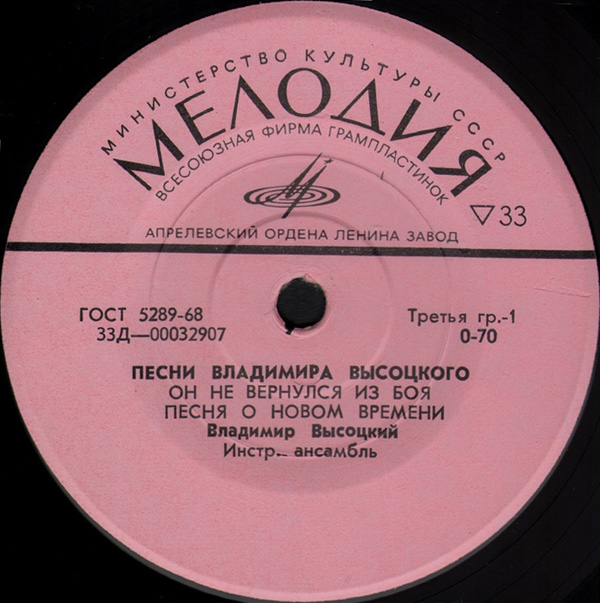 МИНИСТЕРСТВО КУЛЬТУРЫ СССР
МЕЛОДИЯ
ВСЕСОЮЗНАЯ ФИРМА ГРАМПЛАСТИНОК
▽33
АПРЕЛЕВСКИЙ ОРДЕНА ЛЕНИНА ЗАВОД
ГОСТ 5289-68
Третья гр.-1
33Д—00032907
0-70
ПЕСНИ ВЛАДИМИРА ВЫСОЦКОГО
ОН НЕ ВЕРНУЛСЯ ИЗ БОЯ
ПЕСНЯ О НОВОМ ВРЕМЕНИ
Владимир Высоцкий
Инстр. ансамбль